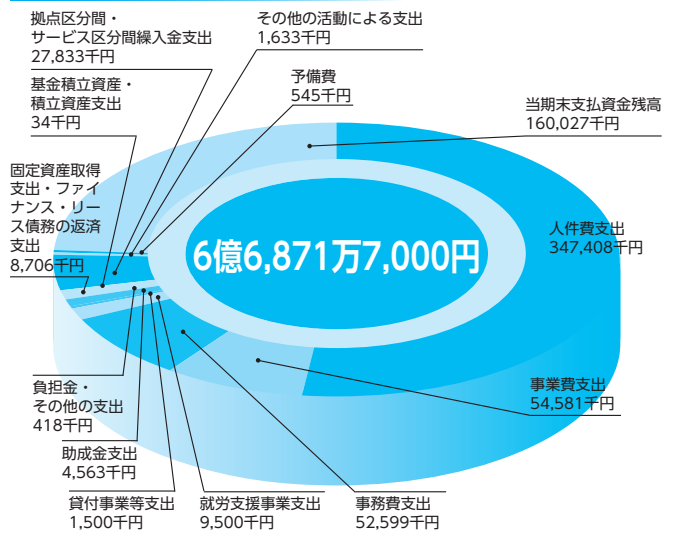 拠点区分間・
サービス区分間繰入金支出
27,833千円
その他の活動による支出
1,633千円
基金積立資産・
積立資産支出
34千円
予備費
545千円
当期末支払資金残高
160,027千円
固定資産取得
支出・ファイ
ナンス・リー
ス債務の返済
支出
8,706千円
人件費支出
347,408千円
6億6,871万7,000円
負担金・
その他の支出
418千円
事業費支出
54,581千円
助成金支出
4,563千円
貸付事業等支出
1,500千円
就労支援事業支出
9,500千円
事務費支出
52,599千円